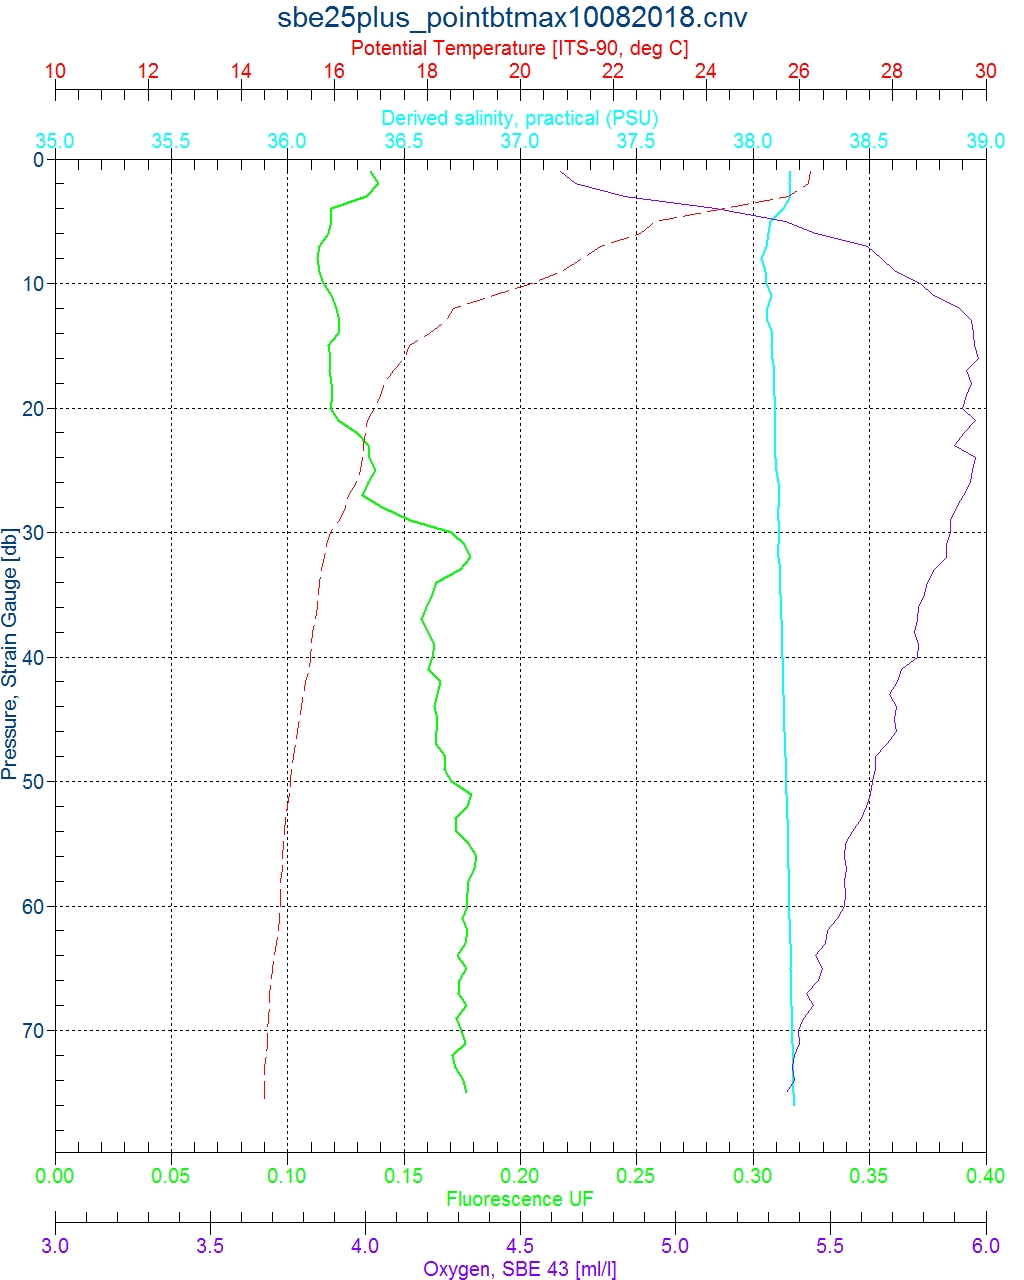 sbe25plus_pointbtmax10082018.cnv
Potential Temperature [ITS-90, deg C]
10 12 14 16 18 20 22 24 26 28 30
Derived salinity, practical (PSU)
35.0 35.5 36.0 36.5 37.0 37.5 38.0 38.5 39.0
0
10
20
30
40
50
60
70
Pressure, Strain Gauge [db]
0.00 0.05 0.10 0.15 0.20 0.25 0.30 0.35 0.40
Fluorescence UF
3.0 3.5 4.0 4.5 5.0 5.5 6.0
Oxygen, SBE 43 [ml/l]